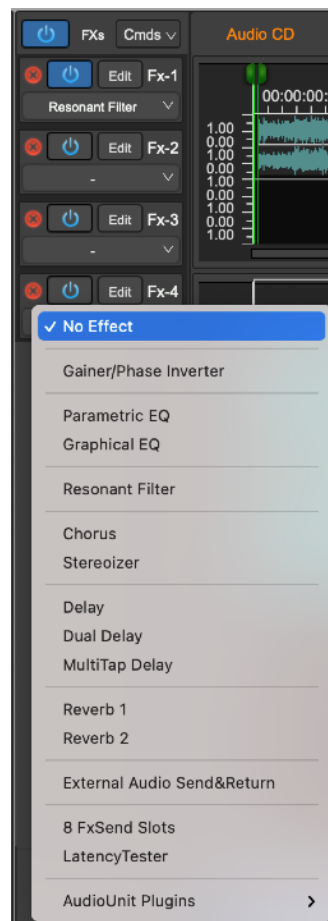 FXs Cmds Audio CD
Edit Fx-1
Resonant Filter
00:00:00:
Edit Fx-2
-
1.00
0.00
1.00
0.00
1.00
0.00
1.00
0.00
1.00
Edit Fx-3
-
Edit Fx-4
✓ No Effect
Gainer/Phase Inverter
Parametric EQ
Graphical EQ
Resonant Filter
Chorus
Stereoizer
Delay
Dual Delay
MultiTap Delay
Reverb 1
Reverb 2
External Audio Send&Return
8 FxSend Slots
LatencyTester
AudioUnit Plugins